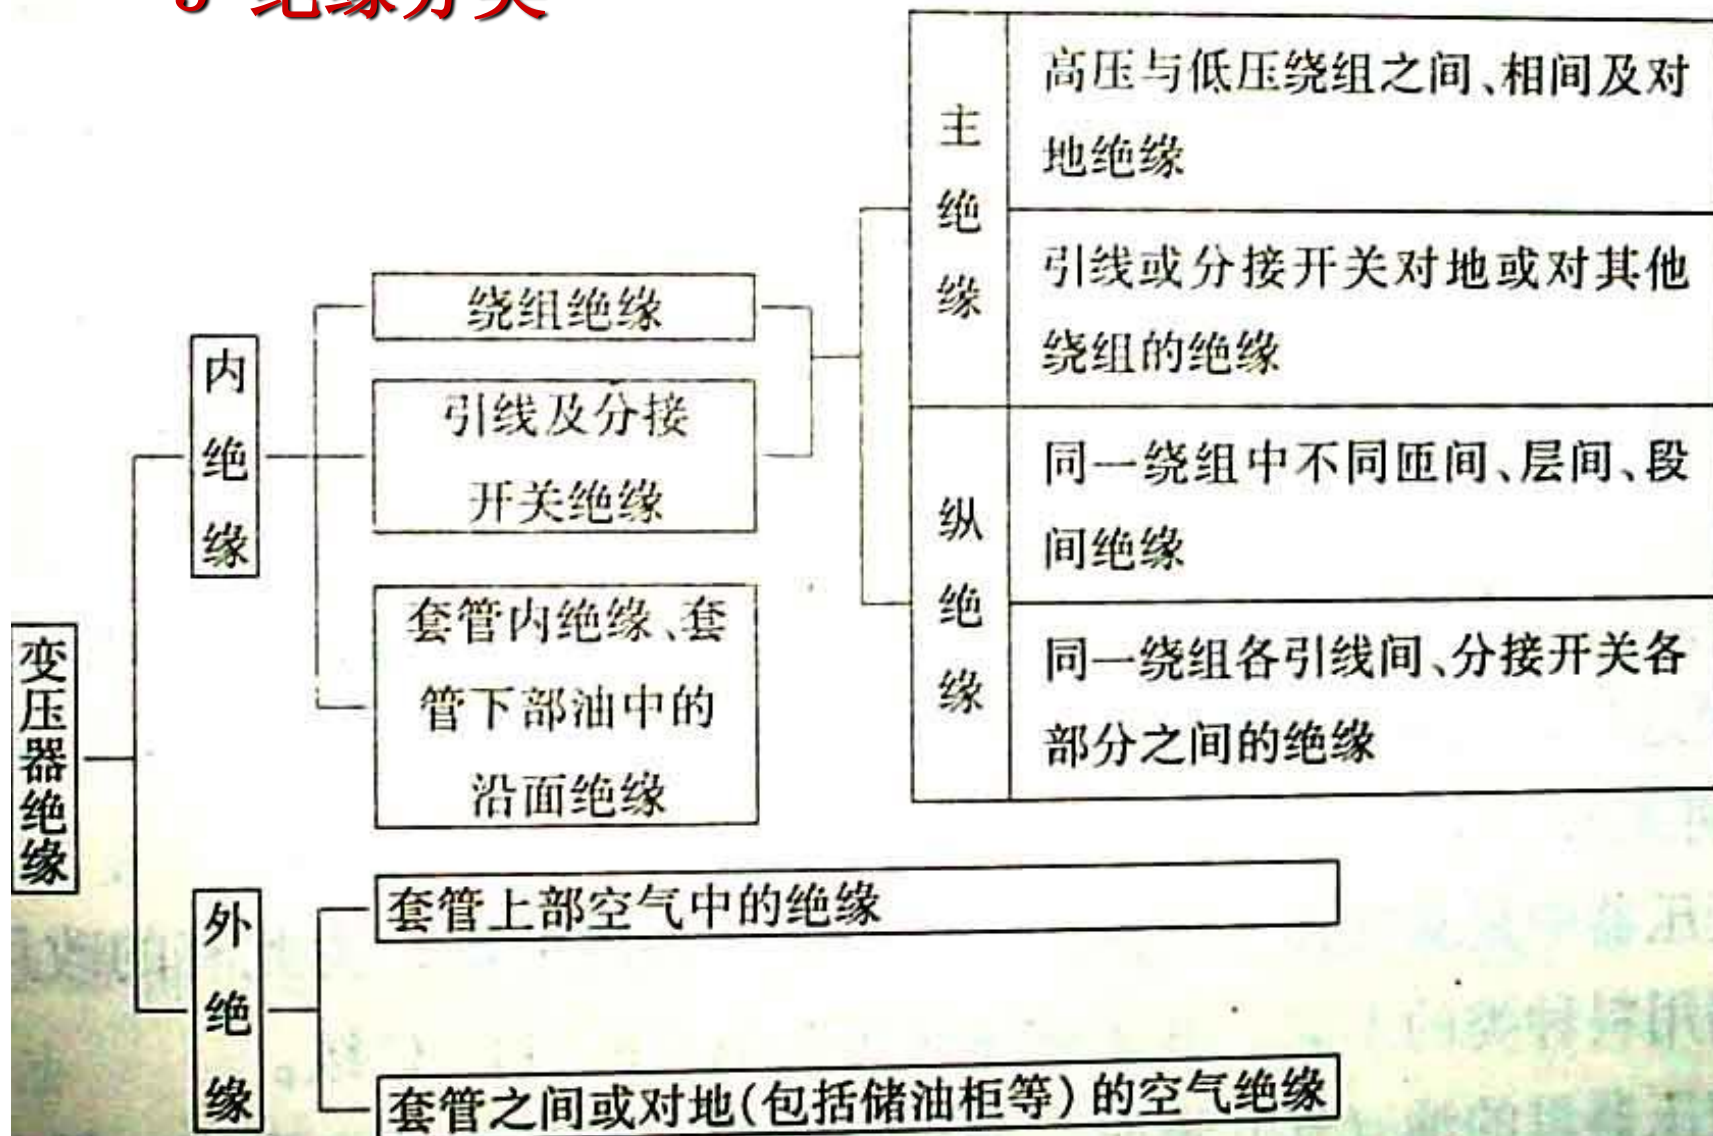 绝缘分类
变压器绝缘
内绝缘
绕组绝缘
引线及分接
开关绝缘
套管内绝缘、套
管下部油中的
沿面绝缘
主绝缘
高压与低压绕组之间、相间及对
地绝缘
引线或分接开关对地或对其他
绕组的绝缘
纵绝缘
同一绕组中不同匝间、层间、段
间绝缘
同一绕组各引线间、分接开关各
部分之间的绝缘
外绝缘
套管上部空气中的绝缘
套管之间或对地(包括储油柜等)的空气绝缘